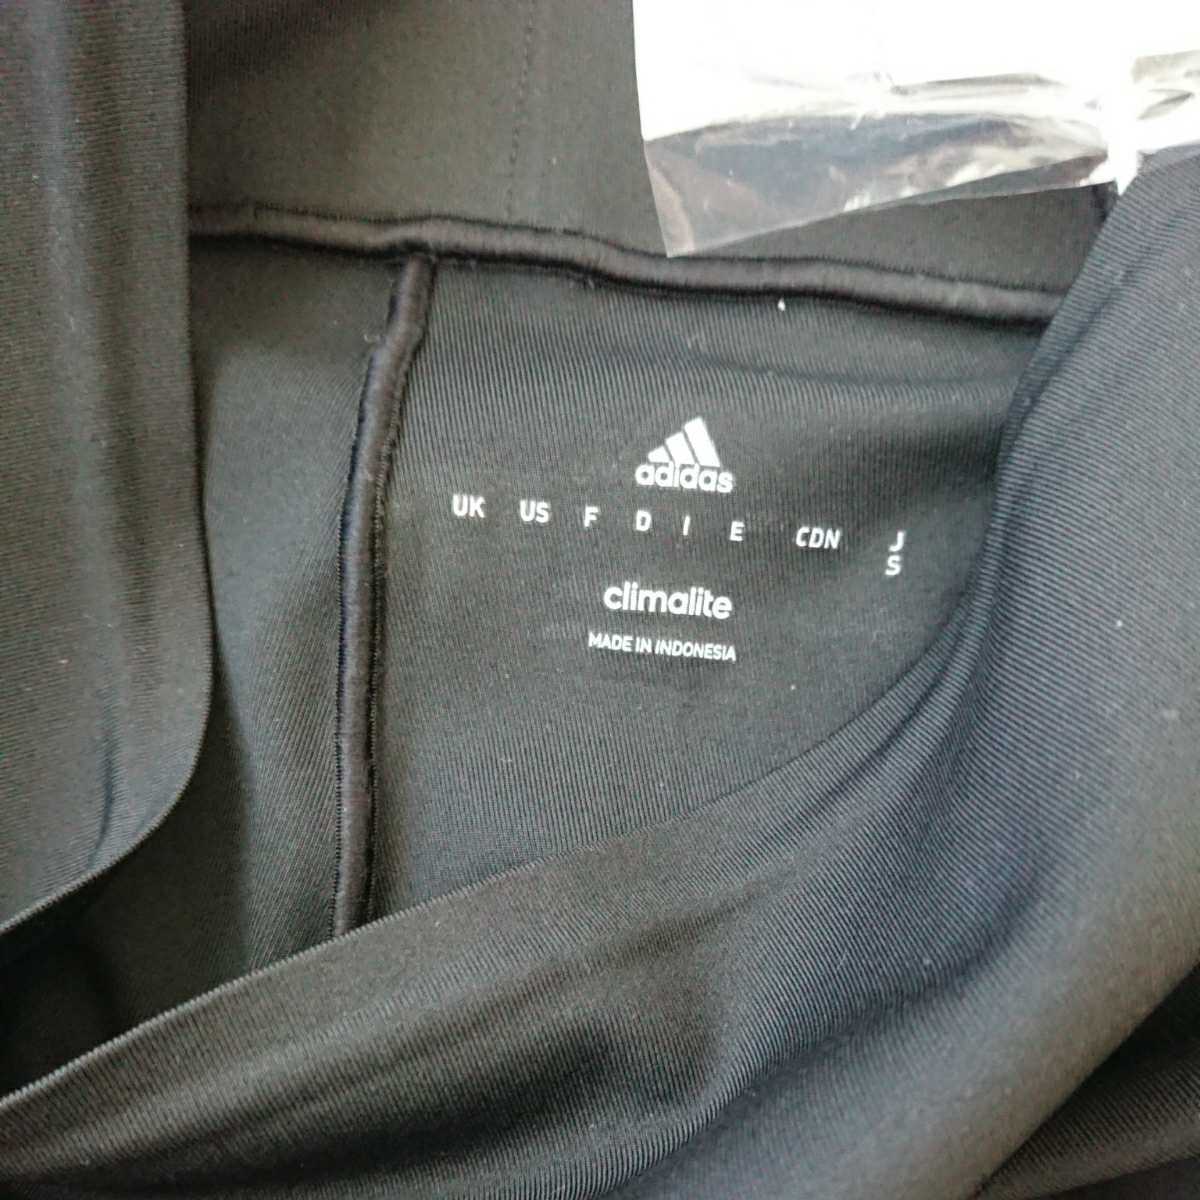 adidas
UK US F D I E CDN J
S
climalite
MADE IN INDONESIA